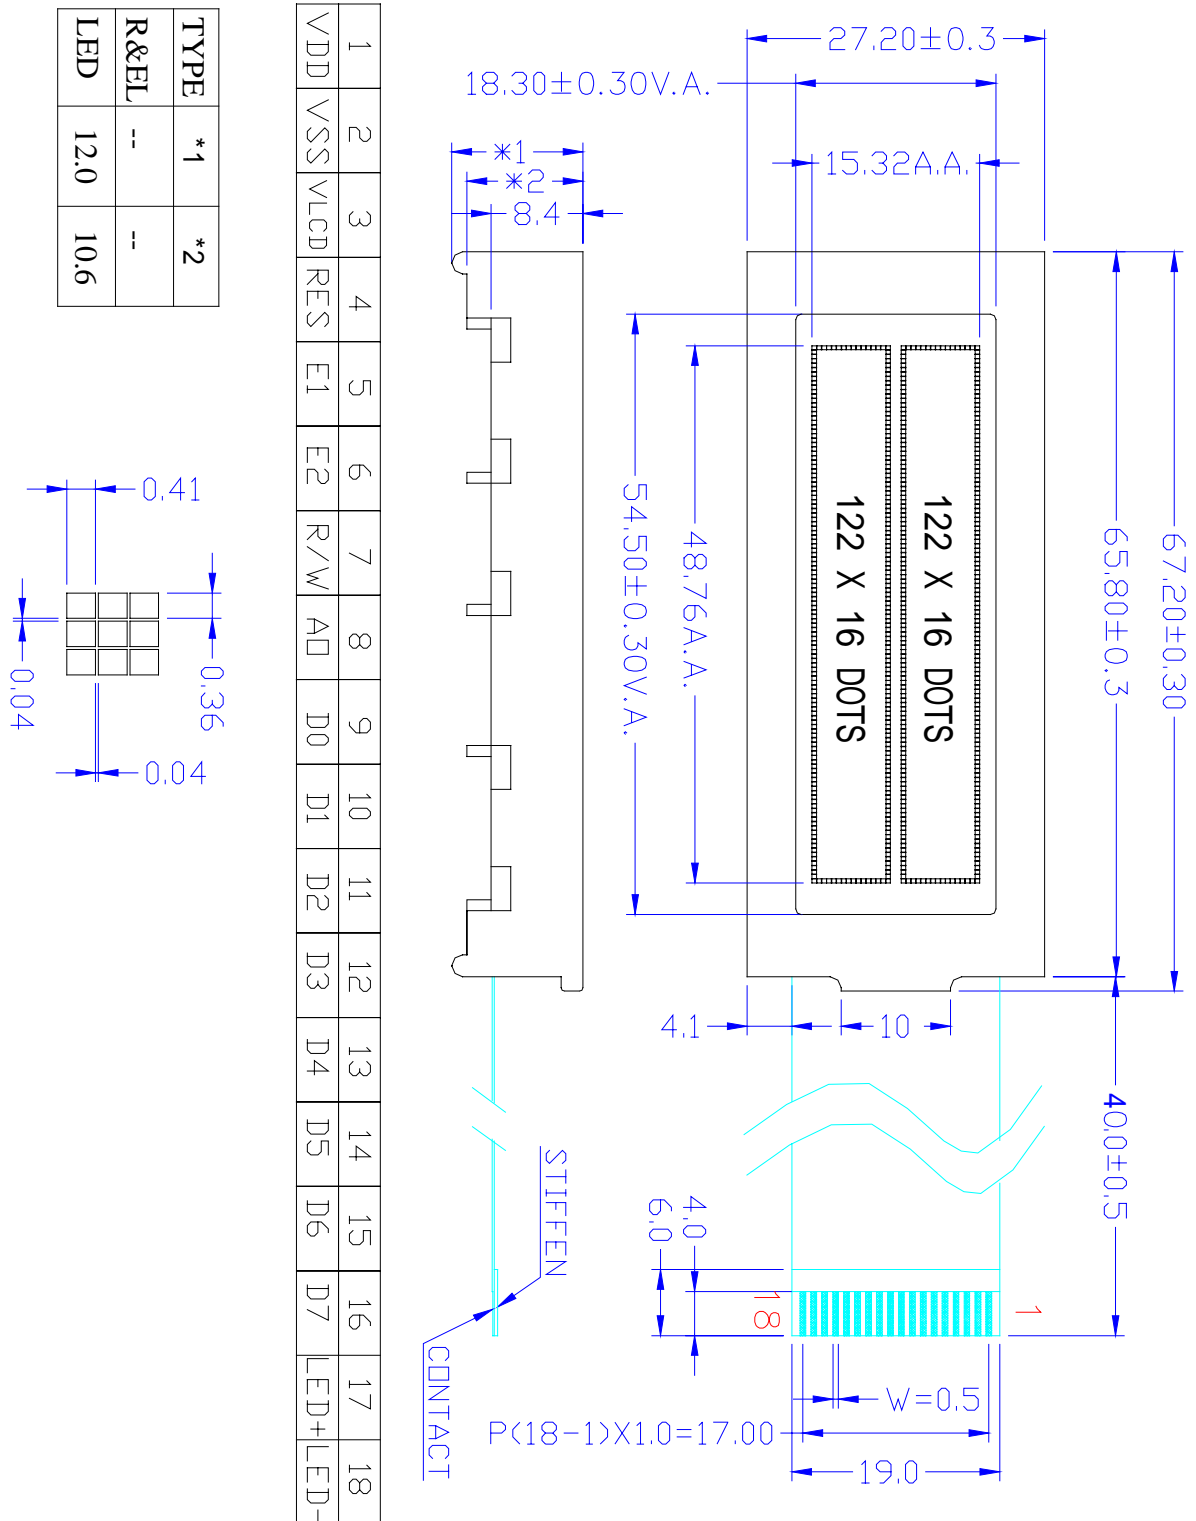 27.20±0.3
18.30±0.30V.A.
15.32A.A.
*1
*2
8.4
67.20±0.30
65.80±0.3
54.50±0.30V.A.
48.76A.A.
122 X 16 DOTS
122 X 16 DOTS
4.1
10
40.0±0.5
4.0
6.0
1
18
W=0.5
P(18-1)X1.0=17.00
19.0
STIFFEN
CONTACT
1 2 3 4 5 6 7 8 9 10 11 12 13 14 15 16 17 18
VDD VSS VLCD RES E1 E2 R/W A0 D0 D1 D2 D3 D4 D5 D6 D7 LED+ LED-
TYPE *1 *2
R&EL -- --
LED 12.0 10.6
0.41
0.36
0.04
0.04